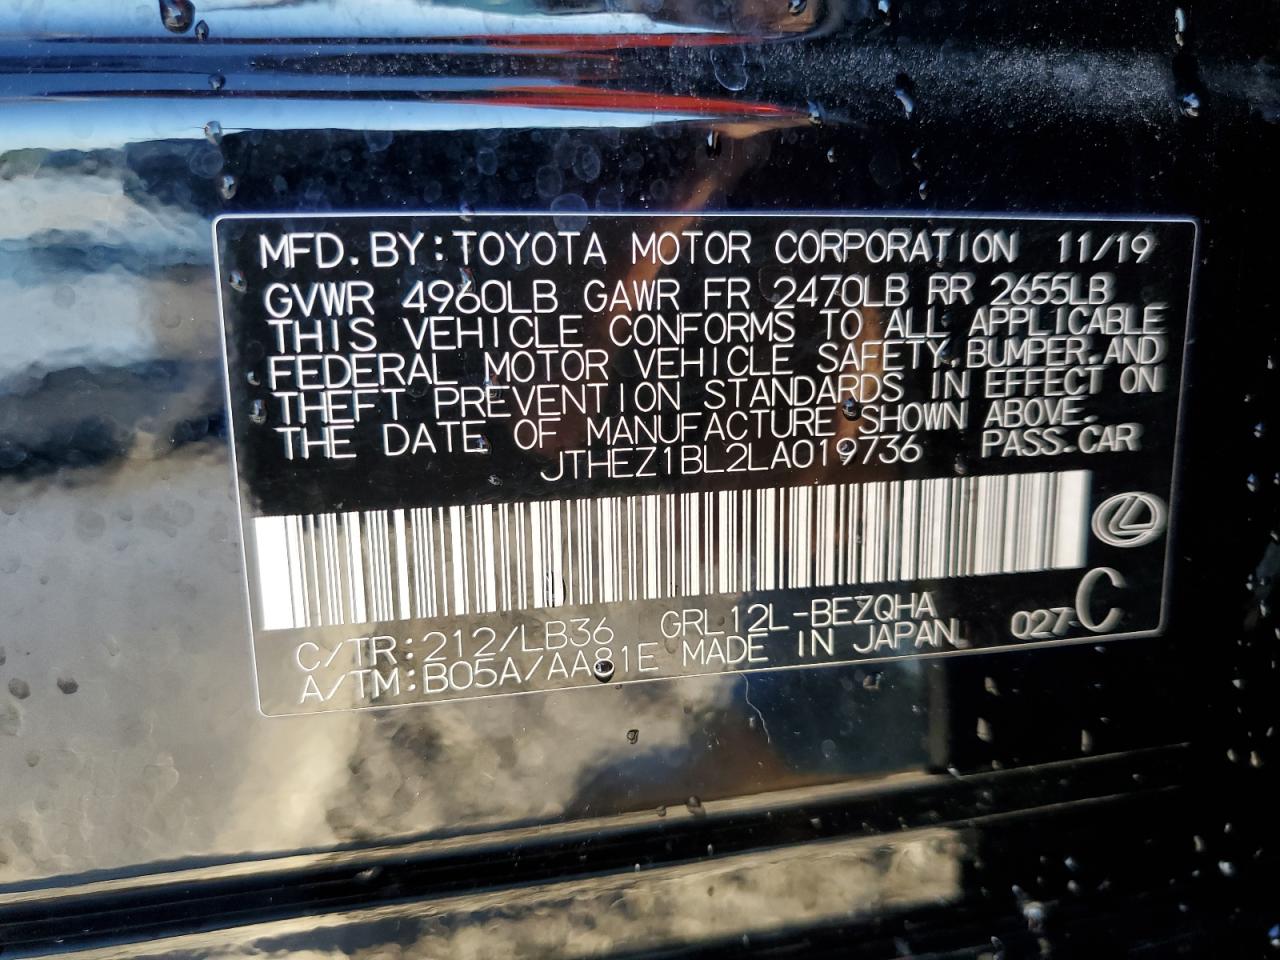 MFD.BY:TOYOTA MOTOR CORPORATION 11/19
GVWR 4960LB GAWR FR 2470LB RR 2655LB
THIS VEHICLE CONFORMS TO ALL APPLICABLE
FEDERAL MOTOR VEHICLE SAFETY,BUMPER,AND
THEFT PREVENTION STANDARDS IN EFFECT ON
THE DATE OF MANUFACTURE SHOWN ABOVE.
JTHEZ1BL2LA019736 PASS.CAR
C/TR:212/LB36 GRL12L-BEZQHA
A/TM:B05A/AA81E MADE IN JAPAN 027-C